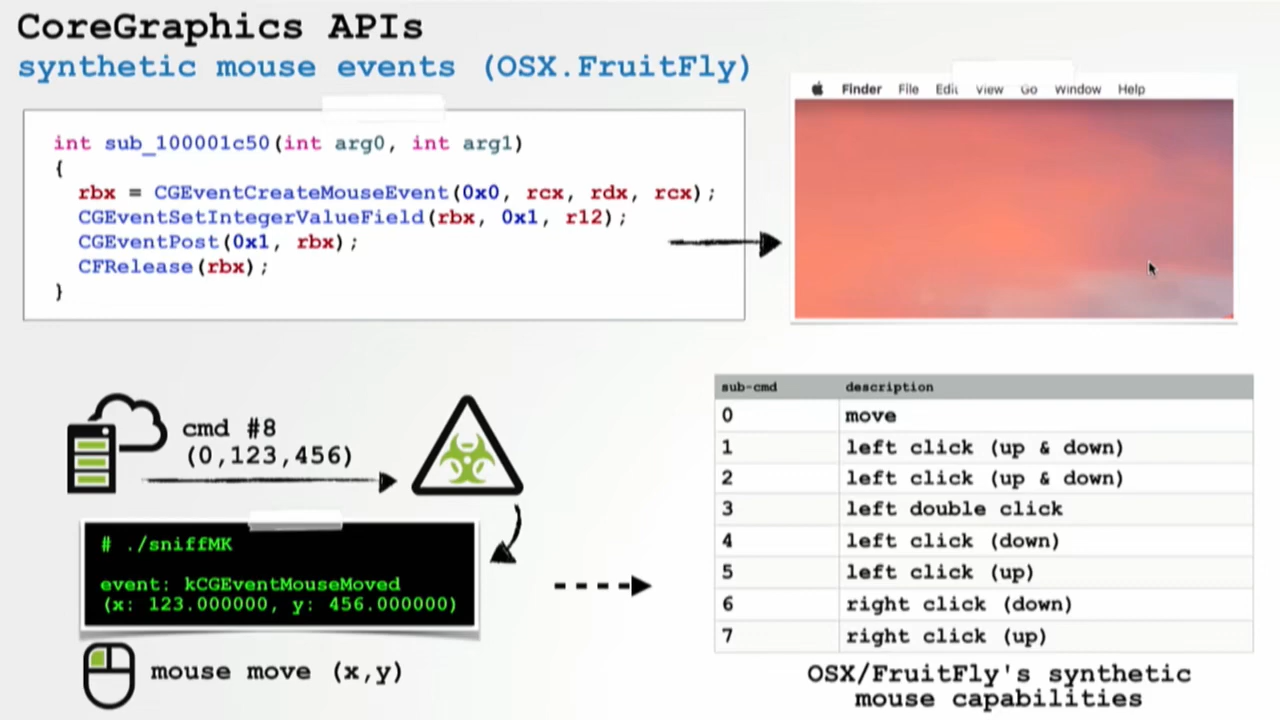 CoreGraphics APIs
synthetic mouse events (OSX.FruitFly)
int sub_100001c50(int arg0, int arg1)
{
rbx = CGEventCreateMouseEvent(0x0, rcx, rdx, rcx);
CGEventSetIntegerValueField(rbx, 0x1, r12);
CGEventPost(0x1, rbx);
CFRelease(rbx);
}
Finder File Edit View Go Window Help
cmd #8
(0,123,456)
# ./sniffMK
event: kCGEventMouseMoved
(x: 123.000000, y: 456.000000)
mouse move (x,y)
sub-cmd description
0 move
1 left click (up & down)
2 left click (up & down)
3 left double click
4 left click (down)
5 left click (up)
6 right click (down)
7 right click (up)
OSX/FruitFly's synthetic
mouse capabilities